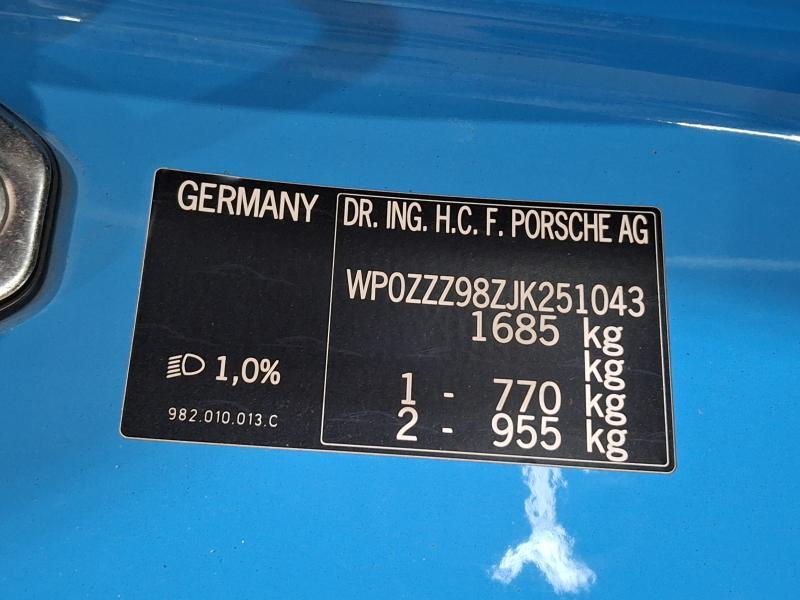 GERMANY
1,0%
982.010.013.C
DR. ING. H.C. F. PORSCHE AG
WP0ZZZ98ZJK251043
1685 kg
kg
1 - 770 kg
2 - 955 kg